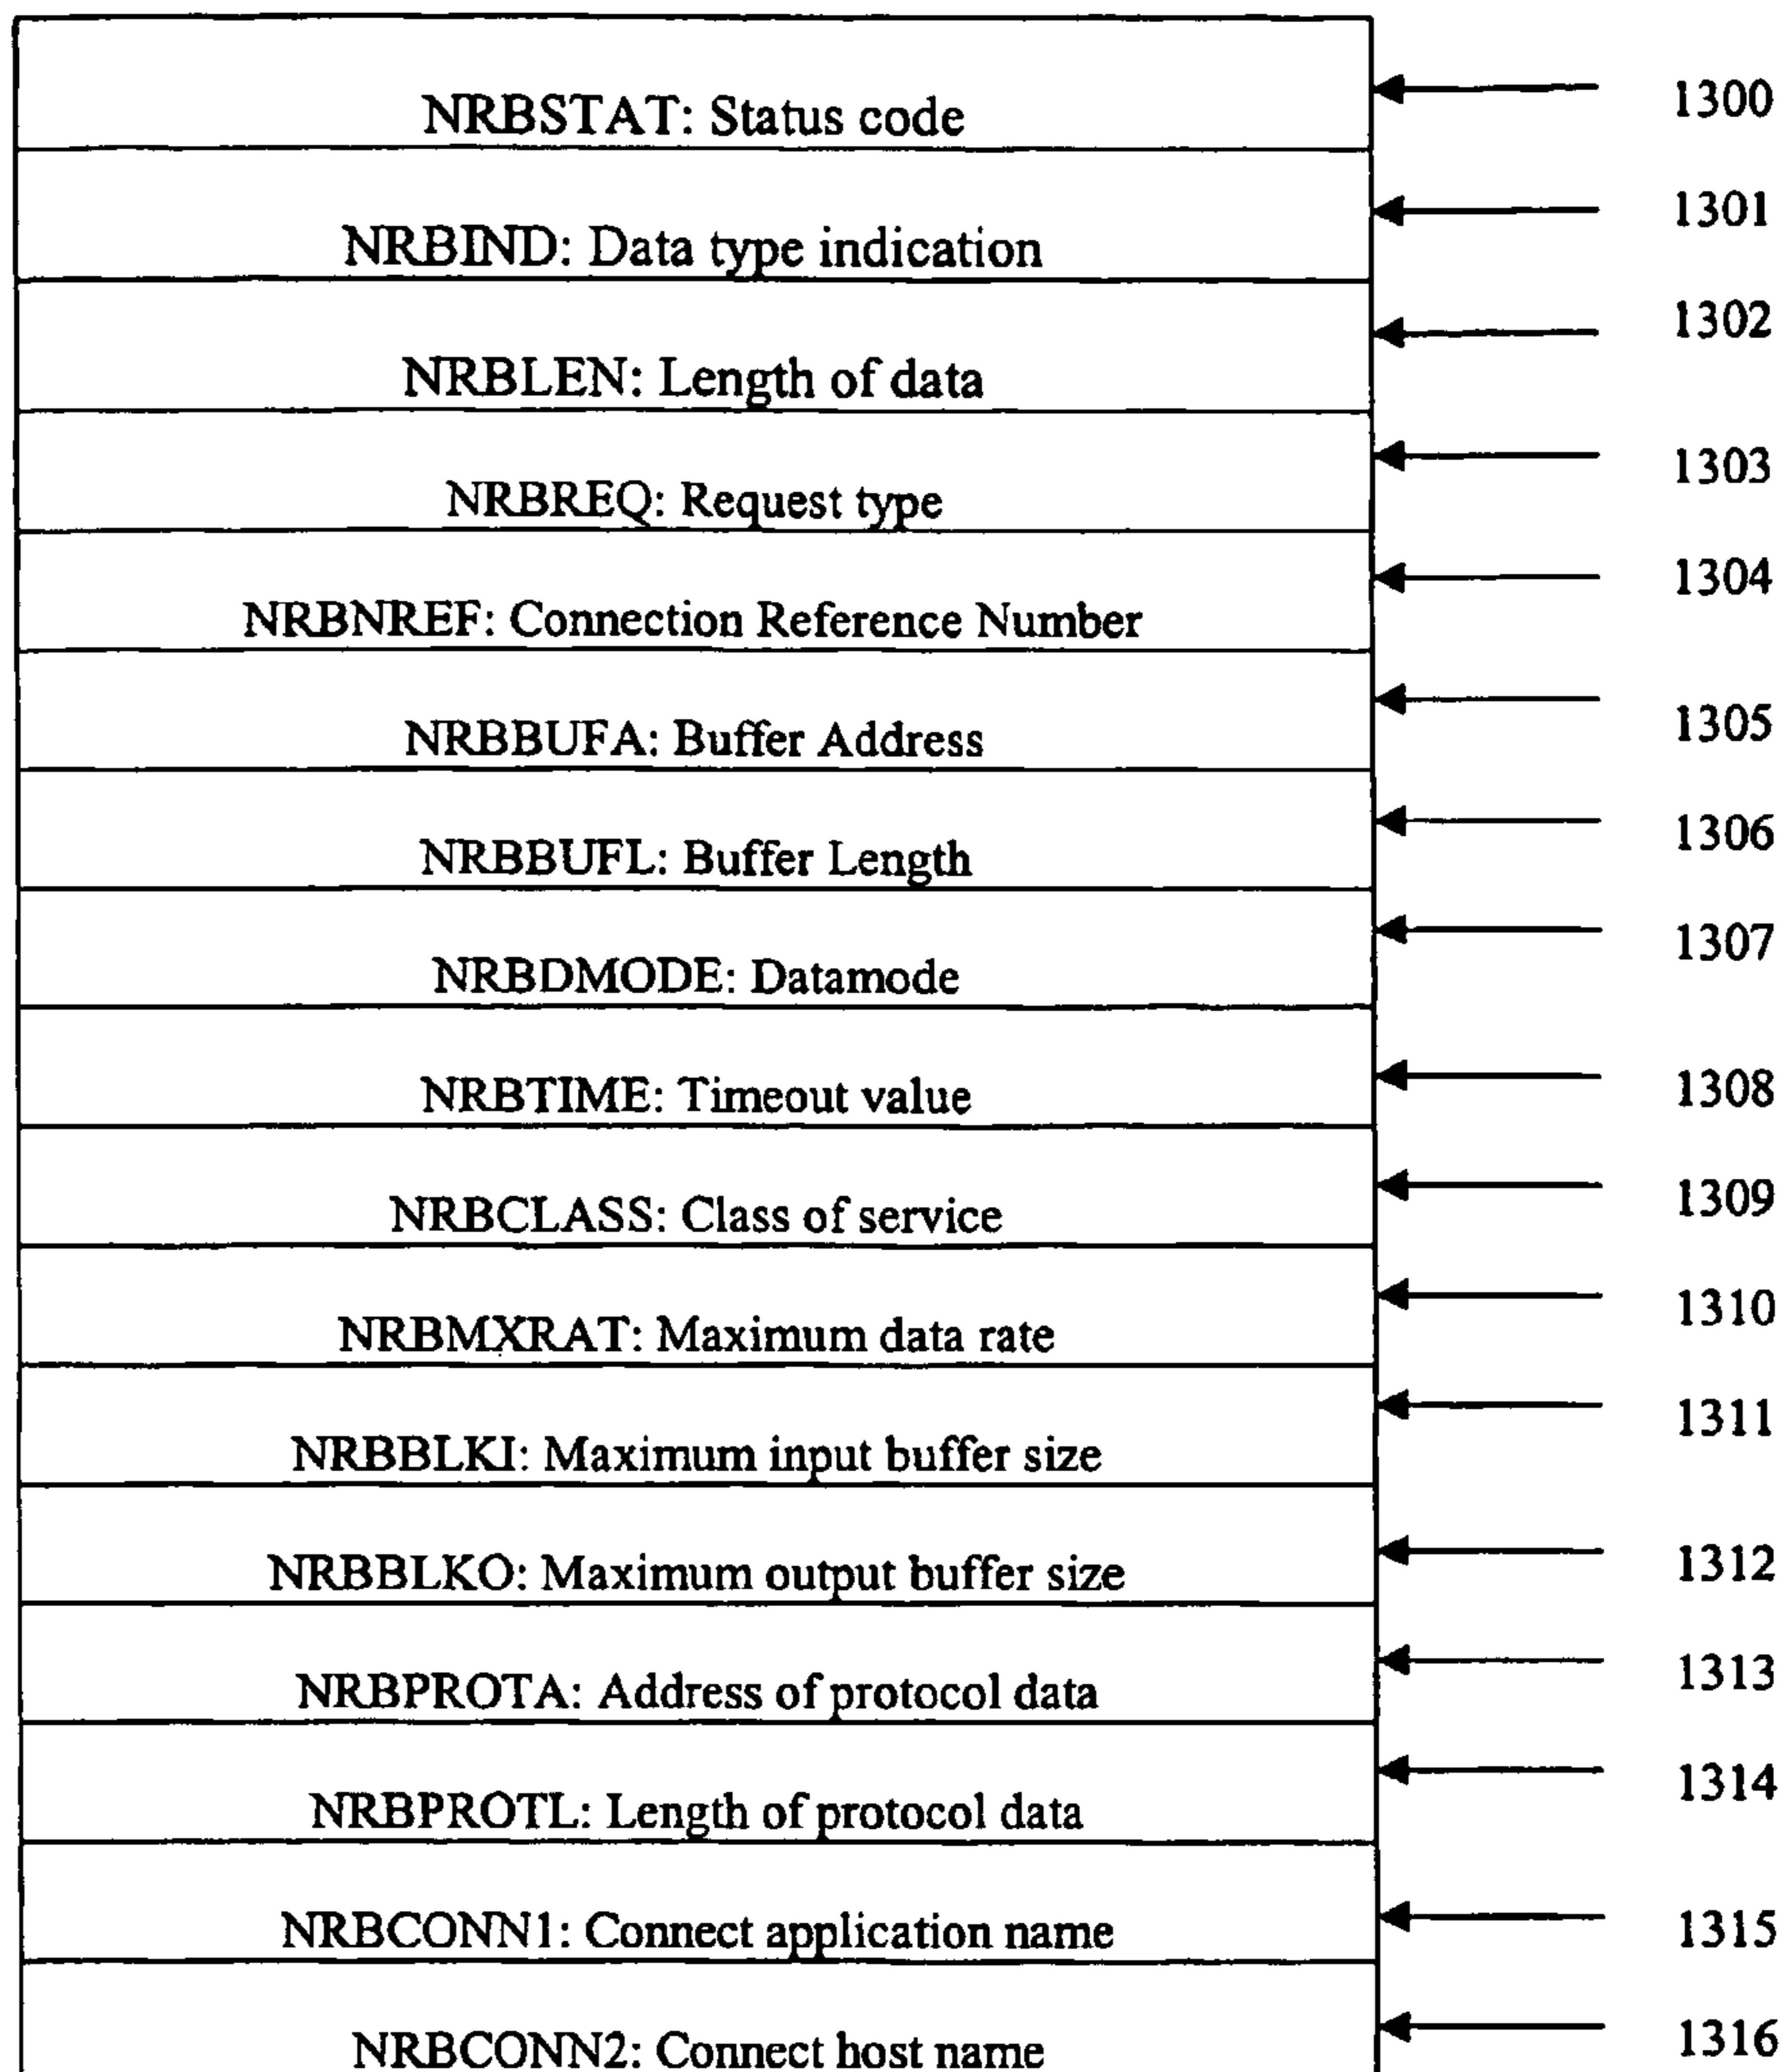 NRBSTAT: Status code 1300
NRBIND: Data type indication 1301
NRBLEN: Length of data 1302
NRBREQ: Request type 1303
NRBNREF: Connection Reference Number 1304
NRBBUFA: Buffer Address 1305
NRBBUFL: Buffer Length 1306
NRBDMODE: Datamode 1307
NRBTIME: Timeout value 1308
NRBCLASS: Class of service 1309
NRBMXRAT: Maximum data rate 1310
NRBBLKI: Maximum input buffer size 1311
NRBBLKO: Maximum output buffer size 1312
NRBPROTA: Address of protocol data 1313
NRBPROTL: Length of protocol data 1314
NRBCONN1: Connect application name 1315
NRBCONN2: Connect host name 1316